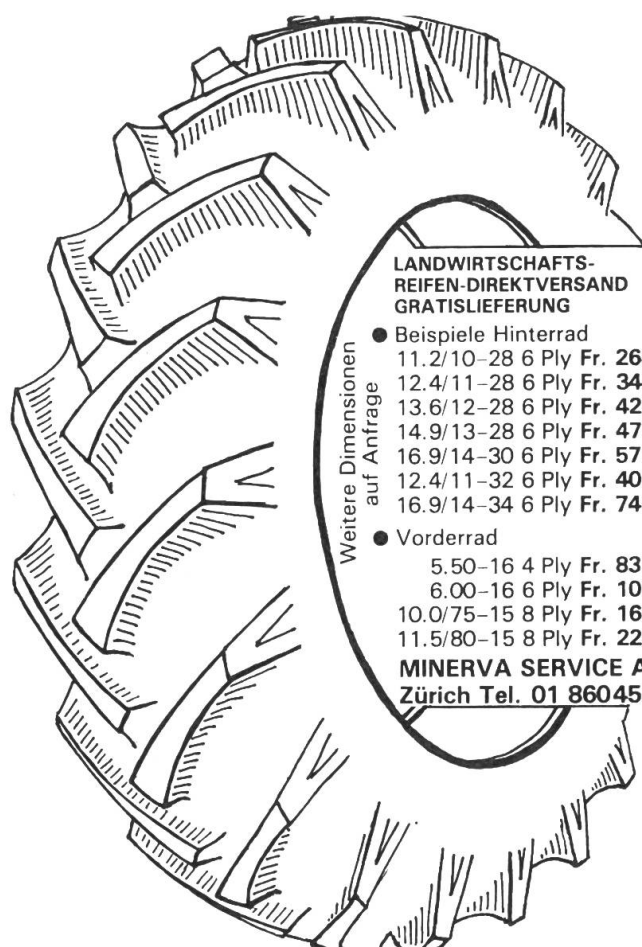 LANDWIRTSCHAFTS-
REIFEN-DIREKTVERSAND
GRATISLIEFERUNG
Weitere Dimensionen
auf Anfrage
● Beispiele Hinterrad
11.2/10–28 6 Ply Fr. 26
12.4/11–28 6 Ply Fr. 34
13.6/12–28 6 Ply Fr. 42
14.9/13–28 6 Ply Fr. 47
16.9/14–30 6 Ply Fr. 57
12.4/11–32 6 Ply Fr. 40
16.9/14–34 6 Ply Fr. 74
● Vorderrad
5.50–16 4 Ply Fr. 83
6.00–16 6 Ply Fr. 10
10.0/75–15 8 Ply Fr. 16
11.5/80–15 8 Ply Fr. 22
MINERVA SERVICE A
Zürich Tel. 01 86045